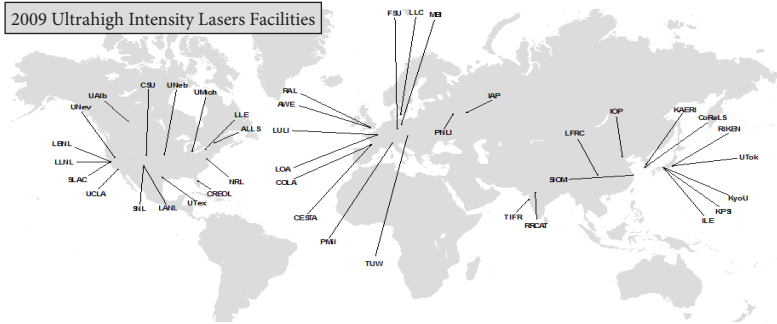 2009 Ultrahigh Intensity Lasers Facilities
FSU
LLC
MBI
CSU
UNeb
UMich
UAlb
UNev
LLE
ALLS
LBNL
LLNL
SLAC
UCLA
SNL
LANL
UTex
CREOL
NRL
RAL
AWE
LULI
LOA
COLA
CESTA
PMil
TUW
PNLI
IAP
TIFR
RRCAT
LFRC
IOP
SIOM
KAERI
CoReLS
RIKEN
UTok
KyoU
KPSI
ILE